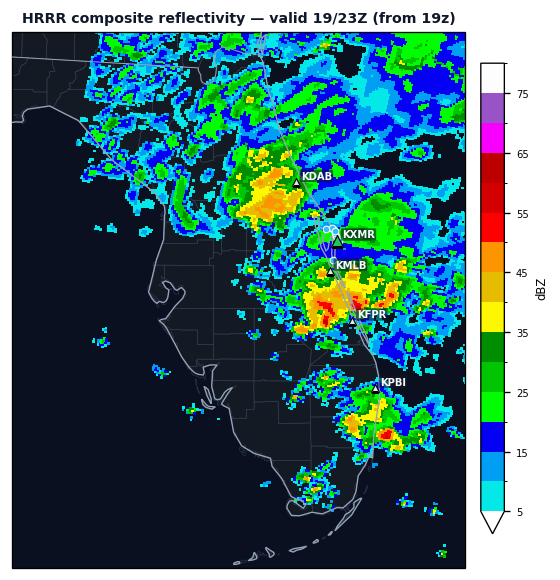 HRRR composite reflectivity — valid 19/23Z (from 19z)
KDAB
KXMR
KMLB
KFPR
KPBI
75
65
55
45
35
25
15
5
dBZ